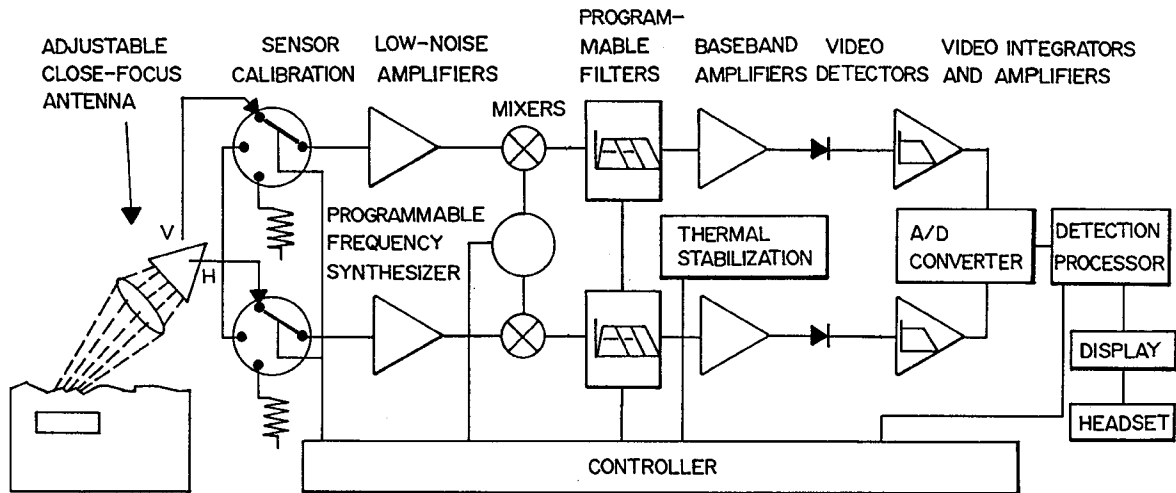 ADJUSTABLE
CLOSE-FOCUS
ANTENNA
SENSOR
CALIBRATION
LOW-NOISE
AMPLIFIERS
MIXERS
PROGRAM-
MABLE
FILTERS
BASEBAND
AMPLIFIERS
VIDEO
DETECTORS
VIDEO INTEGRATORS
AND AMPLIFIERS
V
H
PROGRAMMABLE
FREQUENCY
SYNTHESIZER
THERMAL
STABILIZATION
A/D
CONVERTER
DETECTION
PROCESSOR
DISPLAY
HEADSET
CONTROLLER